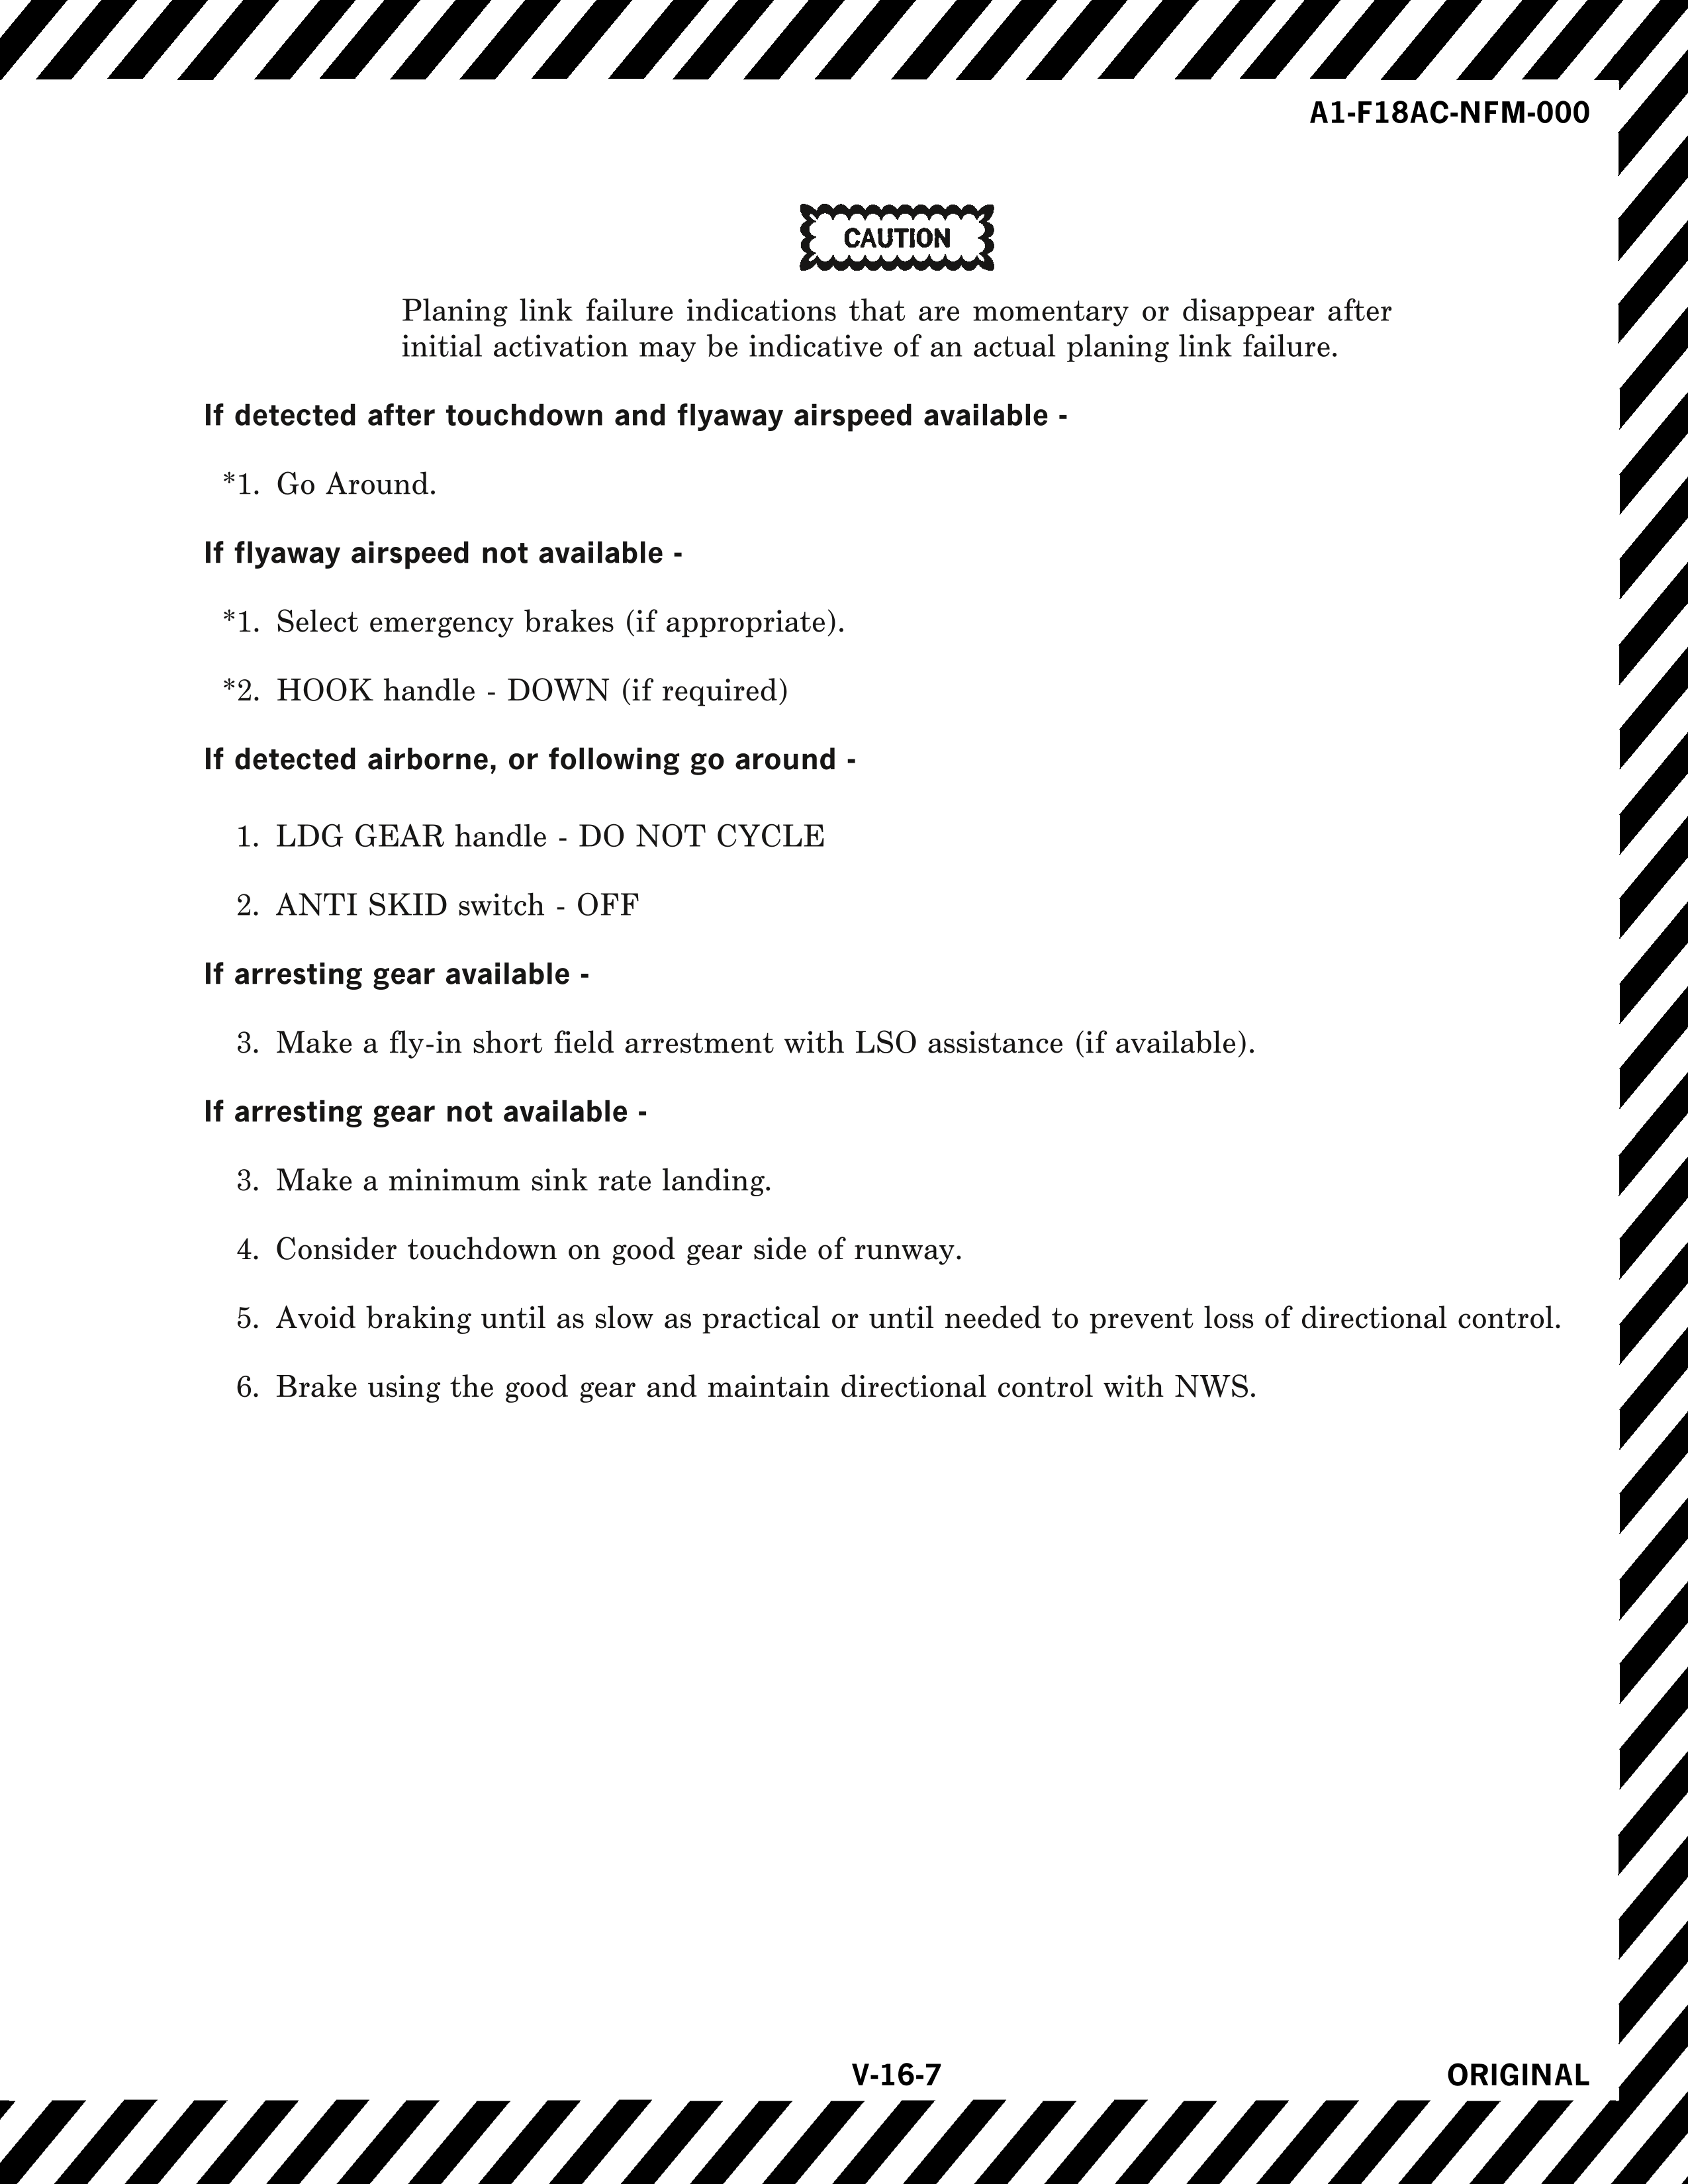 A1-F18AC-NFM-000
CAUTION
Planing link failure indications that are momentary or disappear after
initial activation may be indicative of an actual planing link failure.
If detected after touchdown and flyaway airspeed available -
*1. Go Around.
If flyaway airspeed not available -
*1. Select emergency brakes (if appropriate).
*2. HOOK handle - DOWN (if required)
If detected airborne, or following go around -
1. LDG GEAR handle - DO NOT CYCLE
2. ANTI SKID switch - OFF
If arresting gear available -
3. Make a fly-in short field arrestment with LSO assistance (if available).
If arresting gear not available -
3. Make a minimum sink rate landing.
4. Consider touchdown on good gear side of runway.
5. Avoid braking until as slow as practical or until needed to prevent loss of directional control.
6. Brake using the good gear and maintain directional control with NWS.
V-16-7
ORIGINAL